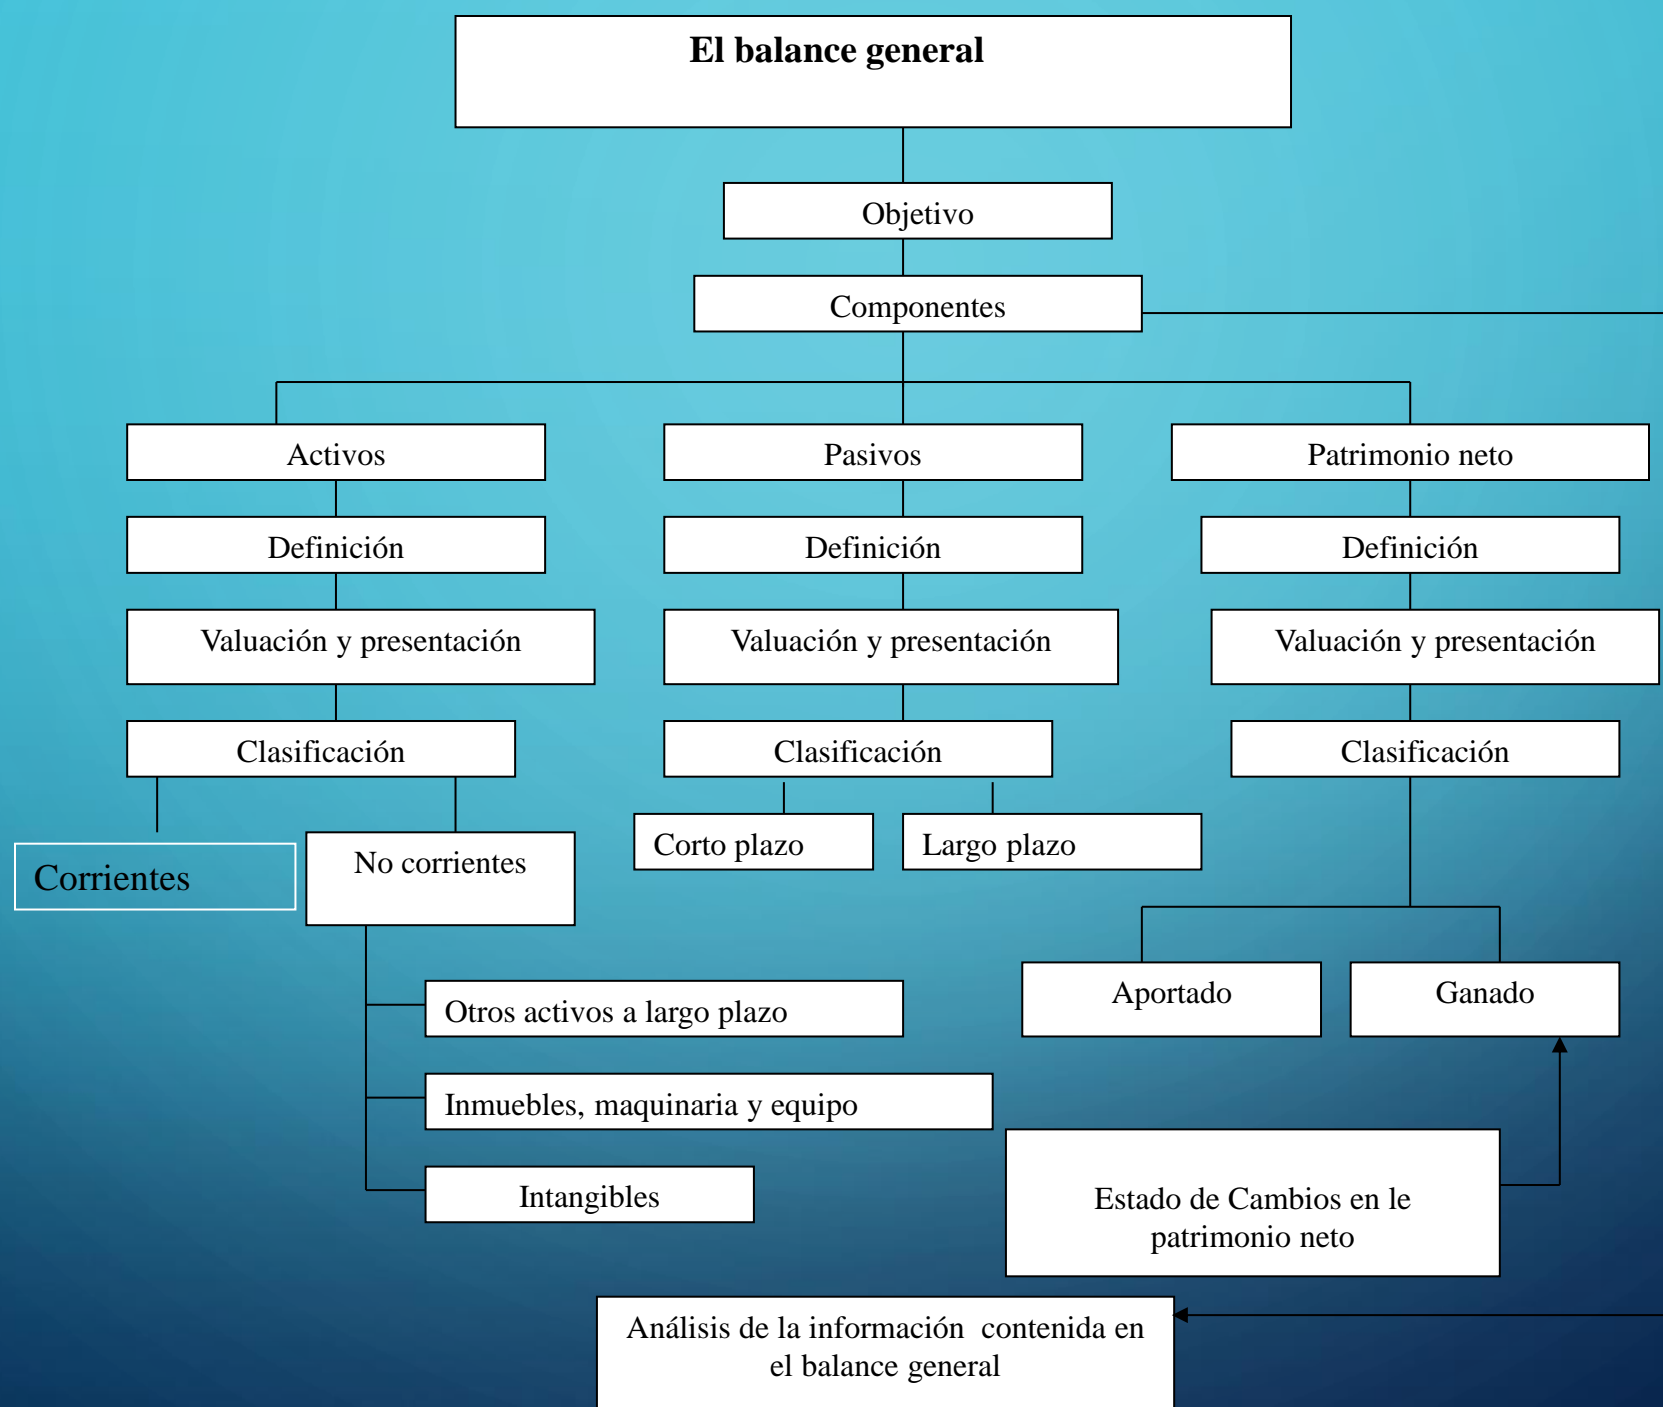 El balance general
Objetivo
Componentes
Activos
Pasivos
Patrimonio neto
Definición
Definición
Definición
Valuación y presentación
Valuación y presentación
Valuación y presentación
Clasificación
Clasificación
Clasificación
Corrientes
No corrientes
Corto plazo
Largo plazo
Otros activos a largo plazo
Inmuebles, maquinaria y equipo
Intangibles
Aportado
Ganado
Estado de Cambios en le
patrimonio neto
Análisis de la información contenida en
el balance general